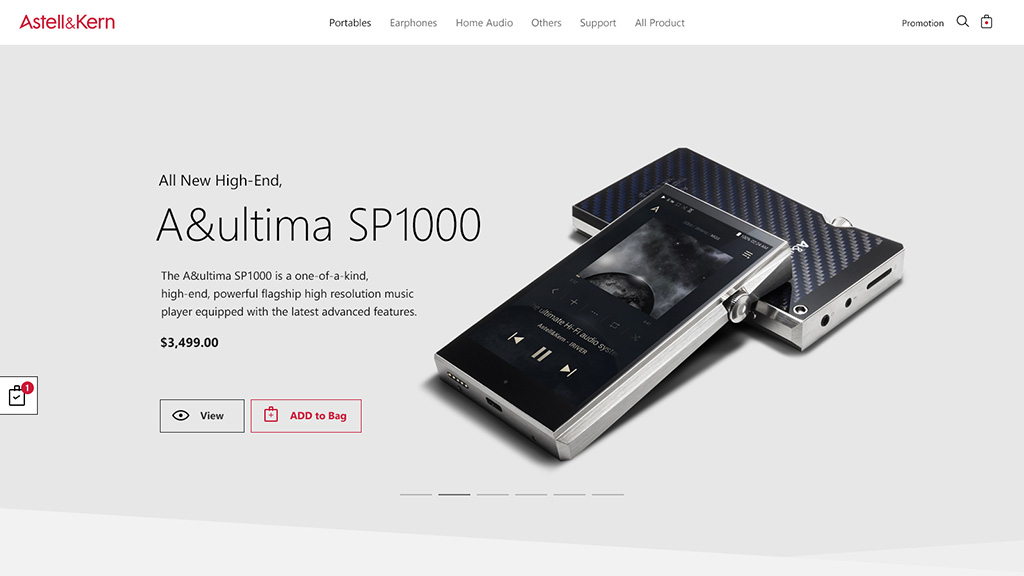 Astell&Kern
Portables
Earphones
Home Audio
Others
Support
All Product
Promotion
All New High-End,
A&ultima SP1000
The A&ultima SP1000 is a one-of-a-kind,
high-end, powerful flagship high resolution music
player equipped with the latest advanced features.
$3,499.00
1
View
ADD to Bag
ultimate Hi-Fi audio syste
Astell&Kern - IRIVER
A&